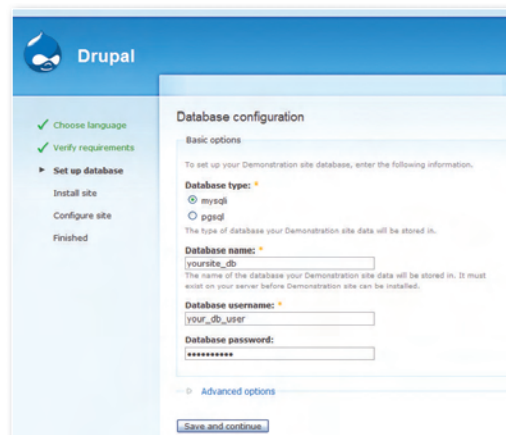 Drupal
Choose language
Verify requirements
Set up database
Install site
Configure site
Finished
Database configuration
Basic options
To set up your Demonstration site database, enter the following information.
Database type: *
mysqli
pgsql
The type of database your Demonstration site data will be stored in.
Database name: *
yoursite_db
The name of the database your Demonstration site data will be stored in. It must
exist on your server before Demonstration site can be installed.
Database username: *
your_db_user
Database password:
••••••••••
Advanced options
Save and continue